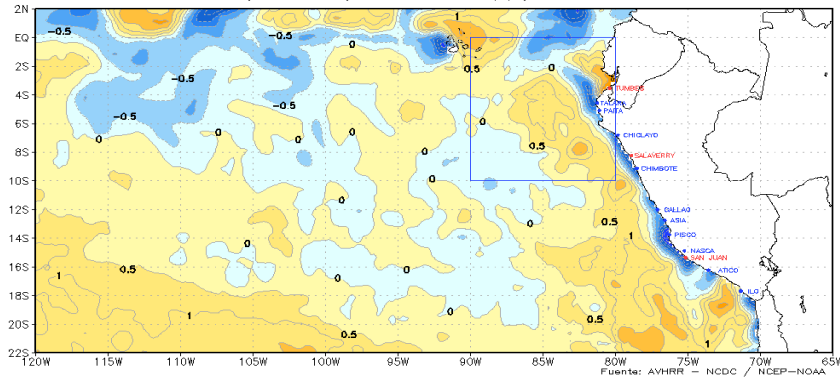 2N
EQ
2S
4S
6S
8S
10S
12S
14S
16S
18S
20S
22S
120W 115W 110W 105W 100W 95W 90W 85W 80W 75W 70W 65W
1
-0.5 -0.5
0
0.5 0
-0.5
-0.5 -0.5
0 0 0 0 0
0.5
0 0
0
0.5
0
1
0
0.5 0
1 0
1 0
0.5 0.5
1
TUMBES
TALARA
PAITA
CHICLAYO
SALAVERRY
CHIMBOTE
CALLAO
ASIA
PISCO
NASCA
SAN JUAN
ATICO
ILO
Fuente: AVHRR – NCDC / NCEP–NOAA